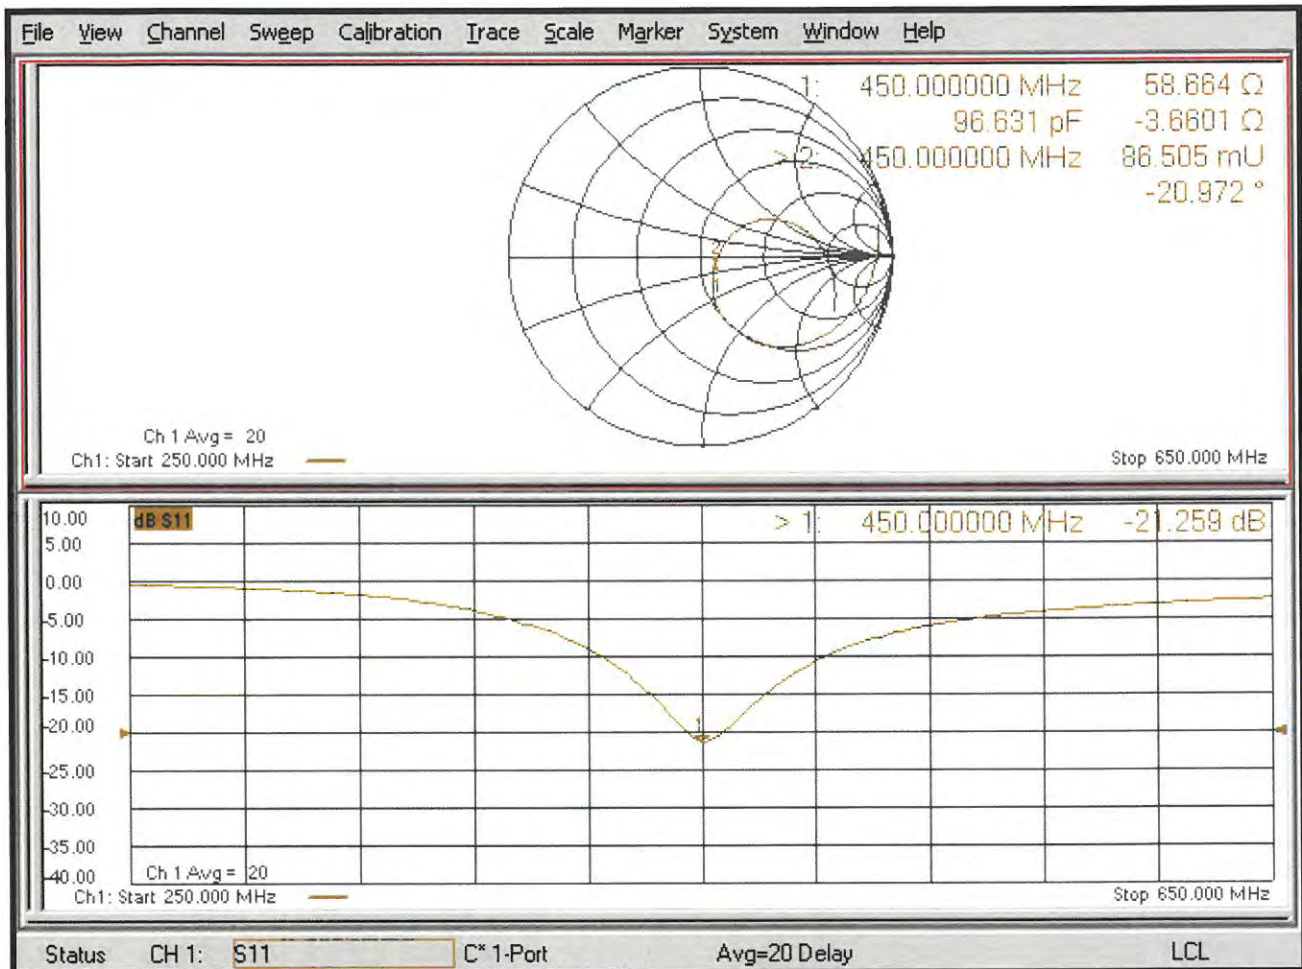 File View Channel Sweep Calibration Trace Scale Marker System Window Help
1: 450.000000 MHz 58.664 Ω
96.631 pF -3.6601 Ω
> 2: 450.000000 MHz 86.505 mU
-20.972 °
2
1
Ch 1 Avg = 20
Ch1: Start 250.000 MHz
Stop 650.000 MHz
10.00
dB S11
> 1: 450.000000 MHz -21.259 dB
5.00
0.00
-5.00
-10.00
-15.00
-20.00
1
-25.00
-30.00
-35.00
-40.00
Ch 1 Avg = 20
Ch1: Start 250.000 MHz
Stop 650.000 MHz
Status CH 1: S11 C* 1-Port Avg=20 Delay LCL